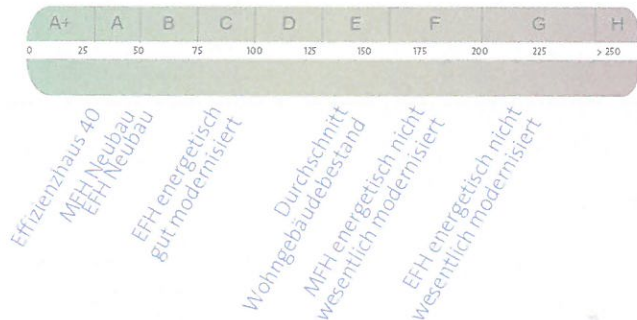 A+ A B C D E F G H
0 25 50 75 100 125 150 175 200 225 > 250
Effizienzhaus 40
MFH Neubau
EFH Neubau
EFH energetisch
gut modernisiert
Durchschnitt
Wohngebäudebestand
MFH energetisch nicht
wesentlich modernisiert
EFH energetisch nicht
wesentlich modernisiert